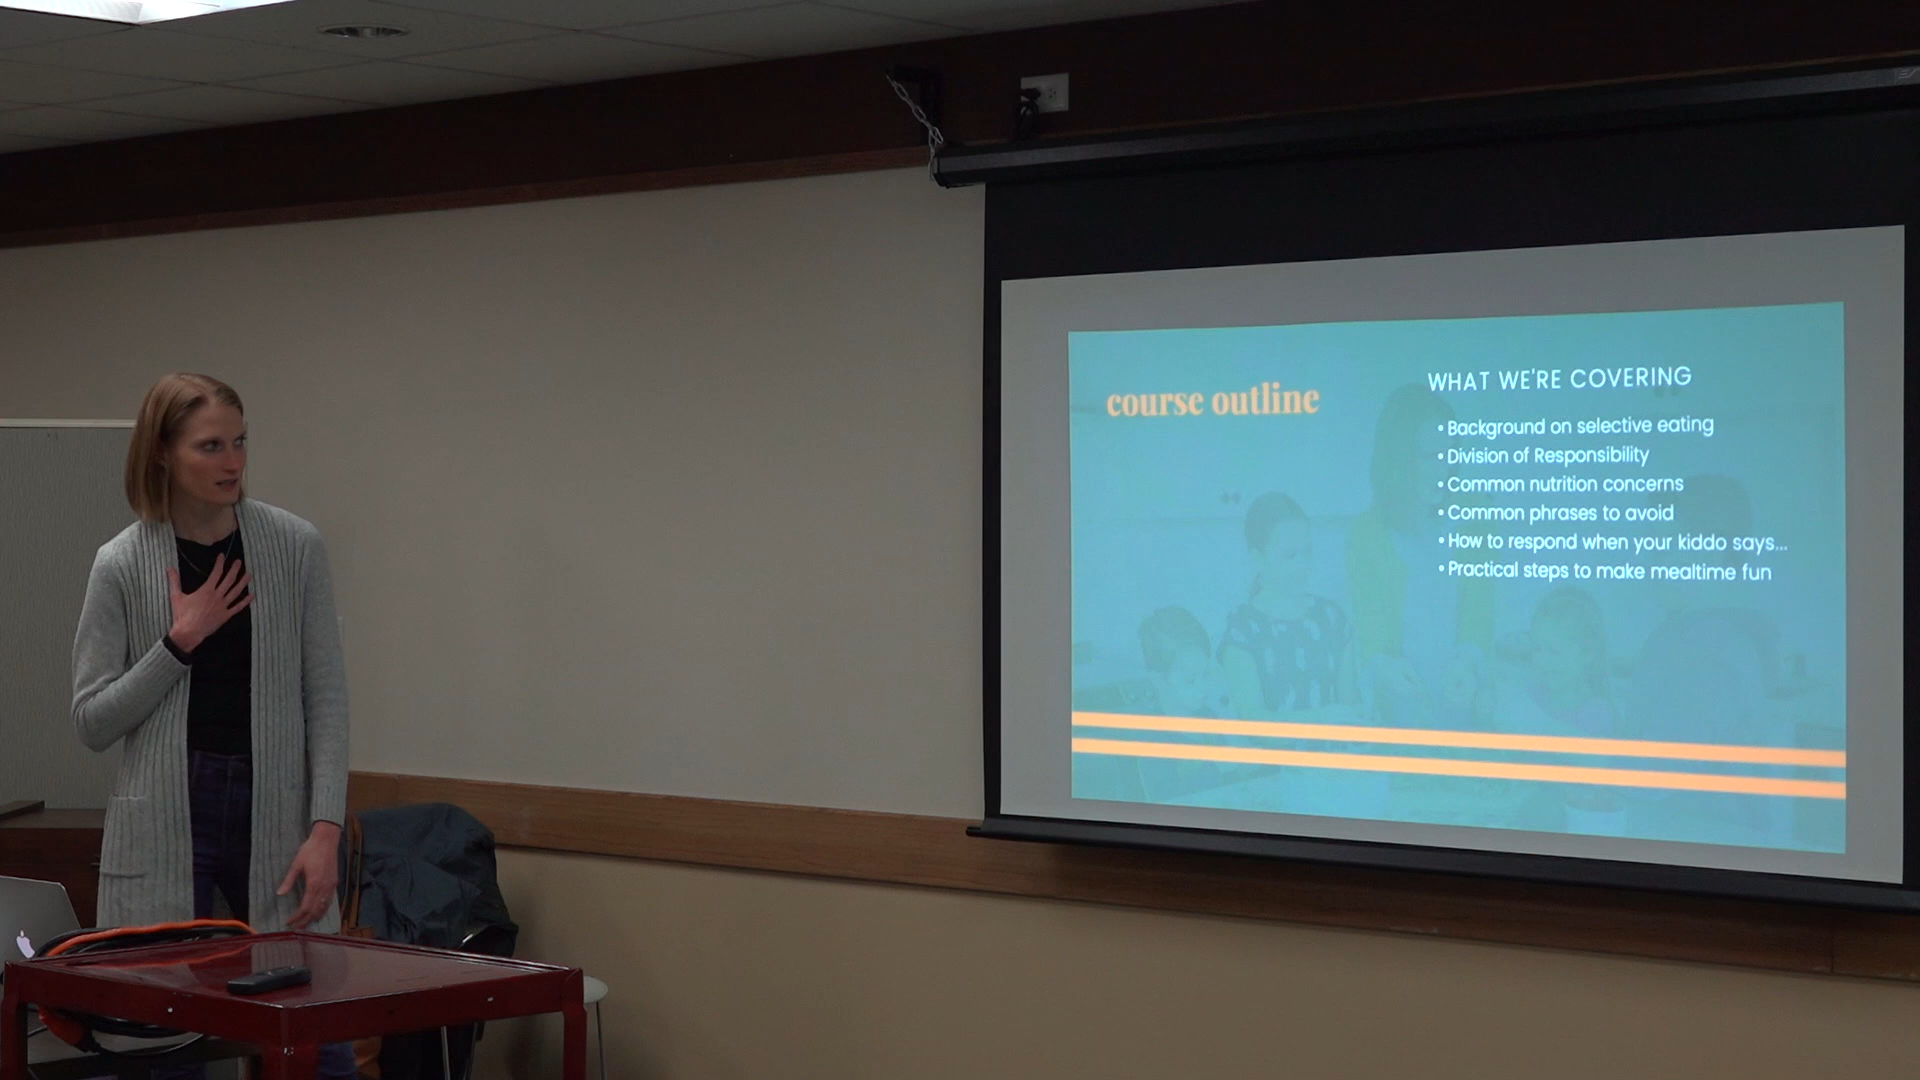 course outline
WHAT WE'RE COVERING
• Background on selective eating
• Division of Responsibility
• Common nutrition concerns
• Common phrases to avoid
• How to respond when your kiddo says...
• Practical steps to make mealtime fun